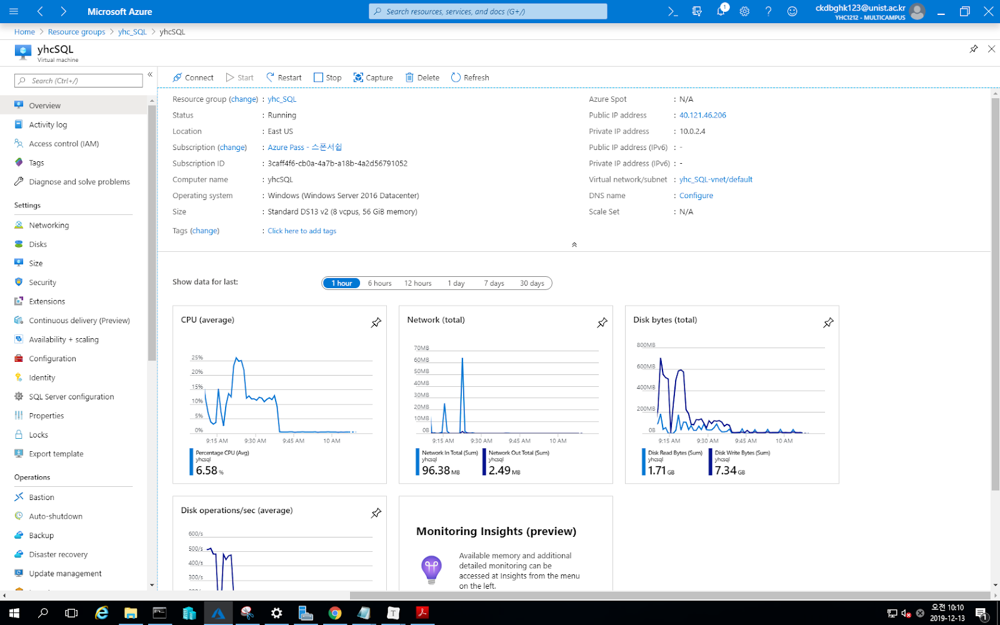 Microsoft Azure
Search resources, services, and docs (G+/)
1
ckdbghk123@unist.ac.kr
YHC1212 - MULTICAMPUS
Home > Resource groups > yhc_SQL > yhcSQL
yhcSQL
Virtual machine
Search (Ctrl+/)
Overview
Activity log
Access control (IAM)
Tags
Diagnose and solve problems
Settings
Networking
Disks
Size
Security
Extensions
Continuous delivery (Preview)
Availability + scaling
Configuration
Identity
SQL Server configuration
Properties
Locks
Export template
Operations
Bastion
Auto-shutdown
Backup
Disaster recovery
Update management
Connect Start Restart Stop Capture Delete Refresh
Resource group (change) : yhc_SQL
Status : Running
Location : East US
Subscription (change) : Azure Pass - 스폰서쉽
Subscription ID : 3caff4f6-cb0a-4a7b-a18b-4a2d56791052
Computer name : yhcSQL
Operating system : Windows (Windows Server 2016 Datacenter)
Size : Standard DS13 v2 (8 vcpus, 56 GiB memory)
Tags (change) : Click here to add tags
Azure Spot : N/A
Public IP address : 40.121.46.206
Private IP address : 10.0.2.4
Public IP address (IPv6) : -
Private IP address (IPv6) : -
Virtual network/subnet : yhc_SQL-vnet/default
DNS name : Configure
Scale Set : N/A
Show data for last: 1 hour 6 hours 12 hours 1 day 7 days 30 days
CPU (average)
25%
20%
15%
10%
5%
0%
9:15 AM 9:30 AM 9:45 AM 10 AM
Percentage CPU (Avg)
yhcsql
6.58 %
Network (total)
70MB
60MB
50MB
40MB
30MB
20MB
10MB
0B
9:15 AM 9:30 AM 9:45 AM 10 AM
Network In Total (Sum) Network Out Total (Sum)
yhcsql yhcsql
96.38 MB 2.49 MB
Disk bytes (total)
800MB
600MB
400MB
200MB
0B
9:15 AM 9:30 AM 9:45 AM 10 AM
Disk Read Bytes (Sum) Disk Write Bytes (Sum)
yhcsql yhcsql
1.71 GB 7.34 GB
Disk operations/sec (average)
600/s
500/s
400/s
300/s
Monitoring Insights (preview)
Available memory and additional
detailed monitoring can be
accessed at Insights from the menu
on the left.
오전 10:10
2019-12-13
1